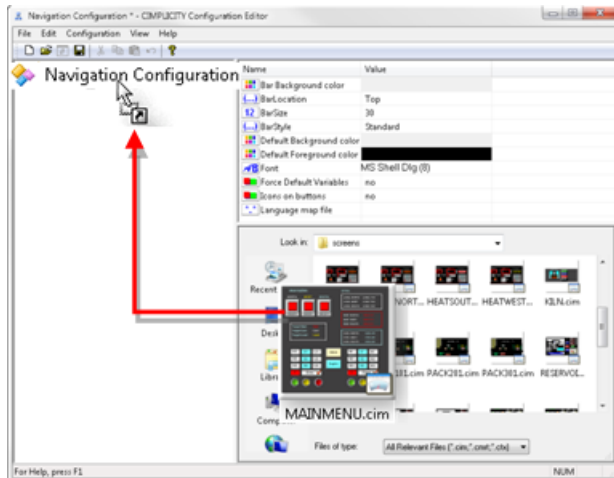 Navigation Configuration * - CIMPLICITY Configuration Editor
File Edit Configuration View Help
Navigation Configuration
Name Value
Bar Background color
BarLocation Top
BarSize 30
BarStyle Standard
Default Background color
Default Foreground color
Font MS Shell Dlg (8)
Force Default Variables no
Icons on buttons no
Language map file
Look in: screens
Recent
NORT... HEATSOUT... HEATWEST... KILN.cim
Desk
Libr
.cim PACK201.cim PACK301.cim RESERVOI...
MAINMENU.cim
Comp
Files of type: All Relevant Files (*.cim;*.cmt;*.ctx)
For Help, press F1 NUM